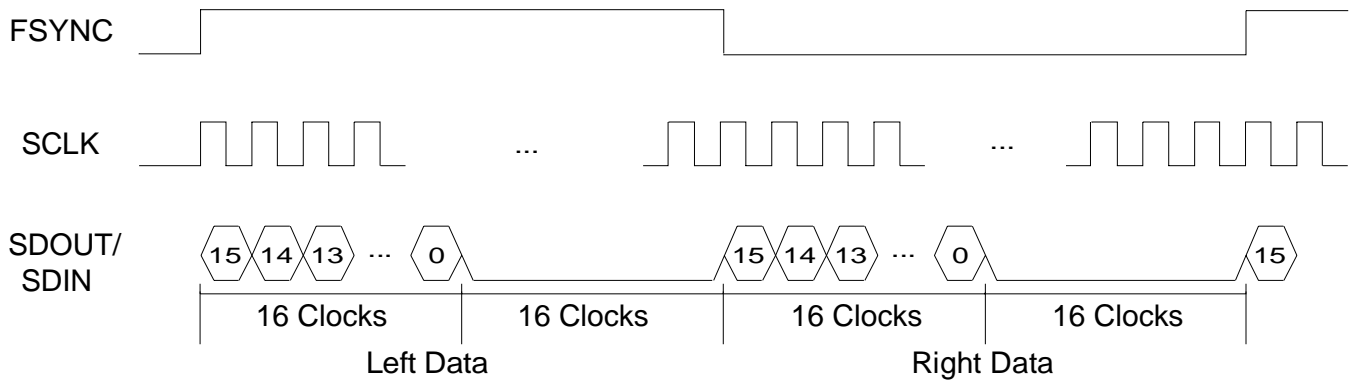 FSYNC
SCLK
... ...
SDOUT/
SDIN
15 14 13 ... 0 15 14 13 ... 0 15
16 Clocks 16 Clocks 16 Clocks 16 Clocks
Left Data Right Data